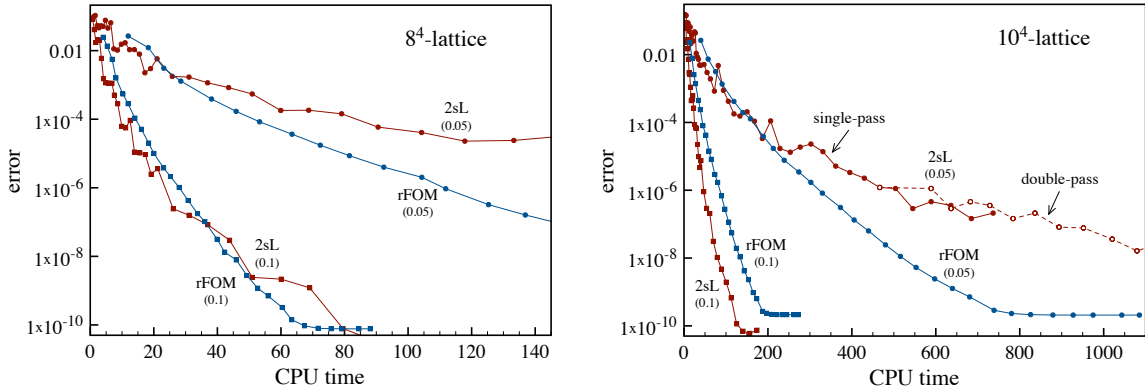 8⁴-lattice
0.01
1x10⁻⁴
1x10⁻⁶
1x10⁻⁸
1x10⁻¹⁰
error
0 20 40 60 80 100 120 140
CPU time
2sL
(0.05)
rFOM
(0.05)
2sL
(0.1)
rFOM
(0.1)
10⁴-lattice
0.01
1x10⁻⁴
1x10⁻⁶
1x10⁻⁸
1x10⁻¹⁰
error
0 200 400 600 800 1000
CPU time
single-pass
2sL
(0.05)
double-pass
rFOM
(0.1)
rFOM
(0.05)
2sL
(0.1)